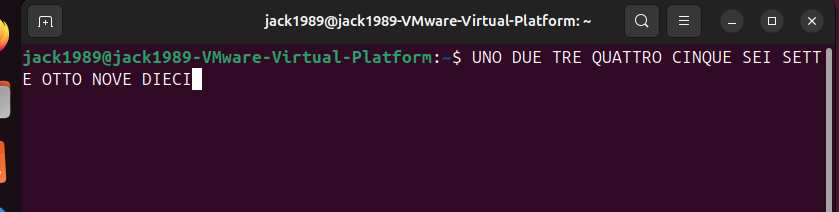 jack1989@jack1989-VMware-Virtual-Platform: ~
jack1989@jack1989-VMware-Virtual-Platform:~$ UNO DUE TRE QUATTRO CINQUE SEI SETT
E OTTO NOVE DIECI